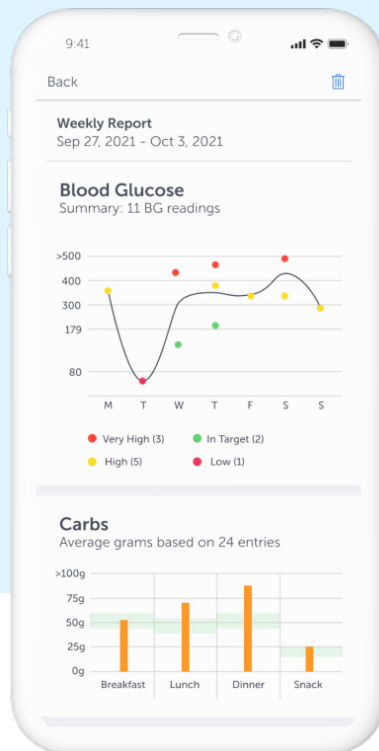 9:41
Back
Weekly Report
Sep 27, 2021 - Oct 3, 2021
Blood Glucose
Summary: 11 BG readings
>500
400
300
179
80
M T W T F S S
Very High (3) In Target (2)
High (5) Low (1)
Carbs
Average grams based on 24 entries
>100g
75g
50g
25g
0g
Breakfast Lunch Dinner Snack